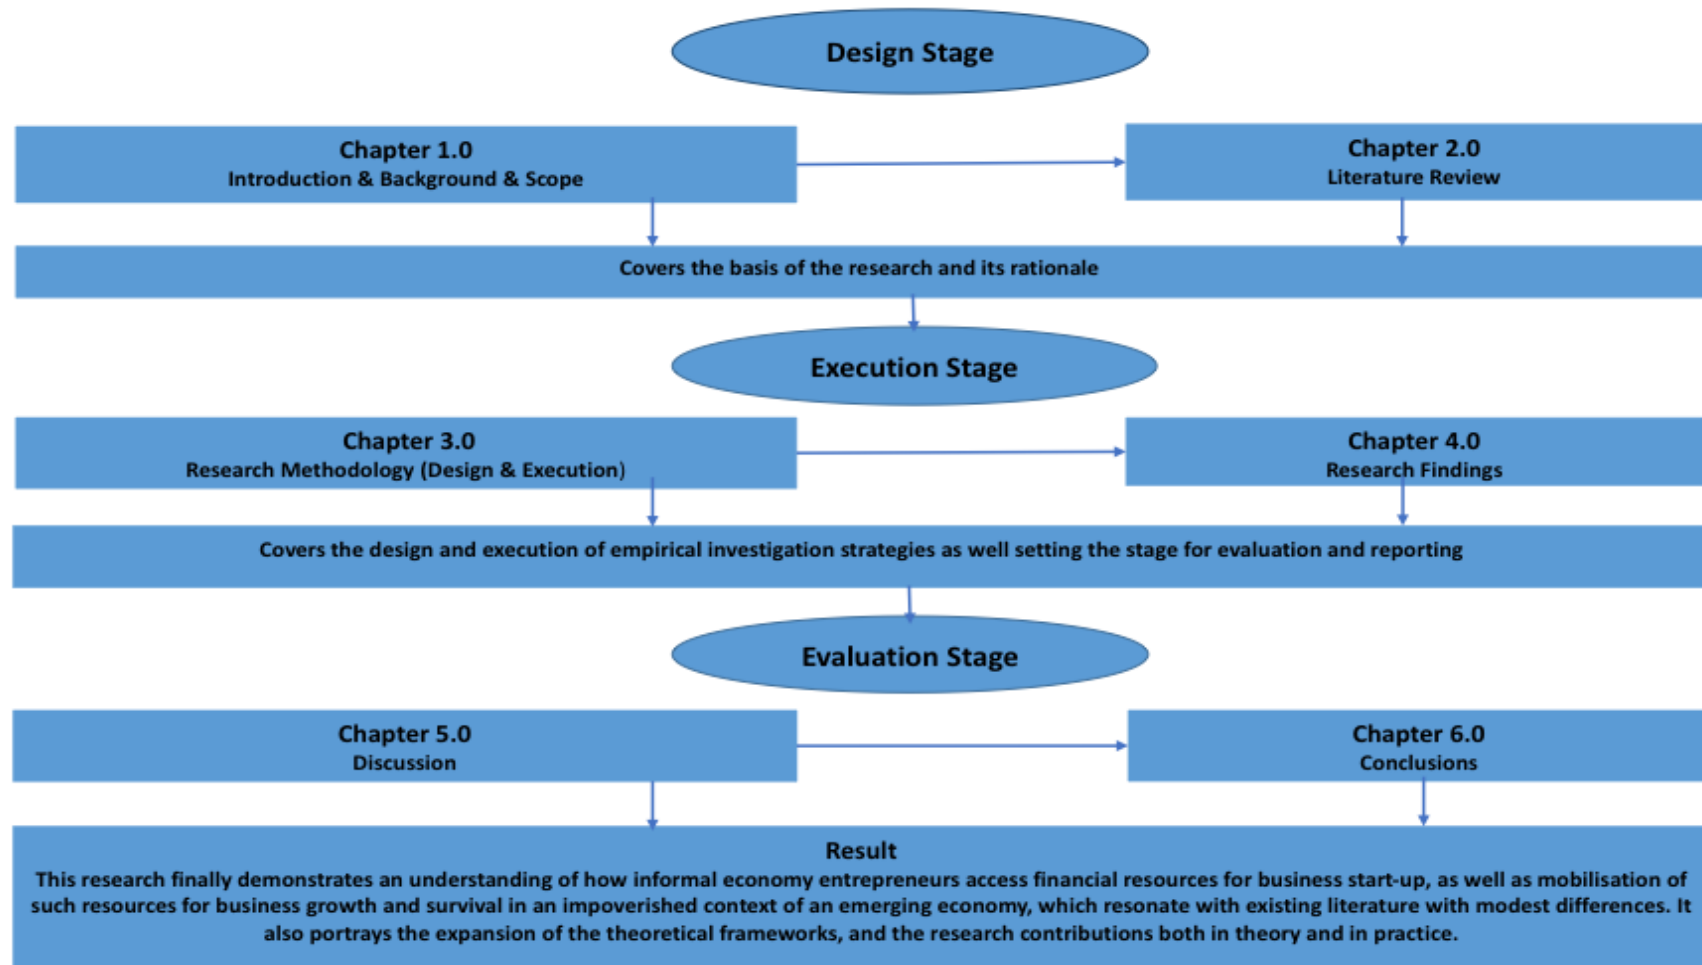 Design Stage
Chapter 1.0
Introduction & Background & Scope
Chapter 2.0
Literature Review
Covers the basis of the research and its rationale
Execution Stage
Chapter 3.0
Research Methodology (Design & Execution)
Chapter 4.0
Research Findings
Covers the design and execution of empirical investigation strategies as well setting the stage for evaluation and reporting
Evaluation Stage
Chapter 5.0
Discussion
Chapter 6.0
Conclusions
Result
This research finally demonstrates an understanding of how informal economy entrepreneurs access financial resources for business start-up, as well as mobilisation of
such resources for business growth and survival in an impoverished context of an emerging economy, which resonate with existing literature with modest differences. It
also portrays the expansion of the theoretical frameworks, and the research contributions both in theory and in practice.